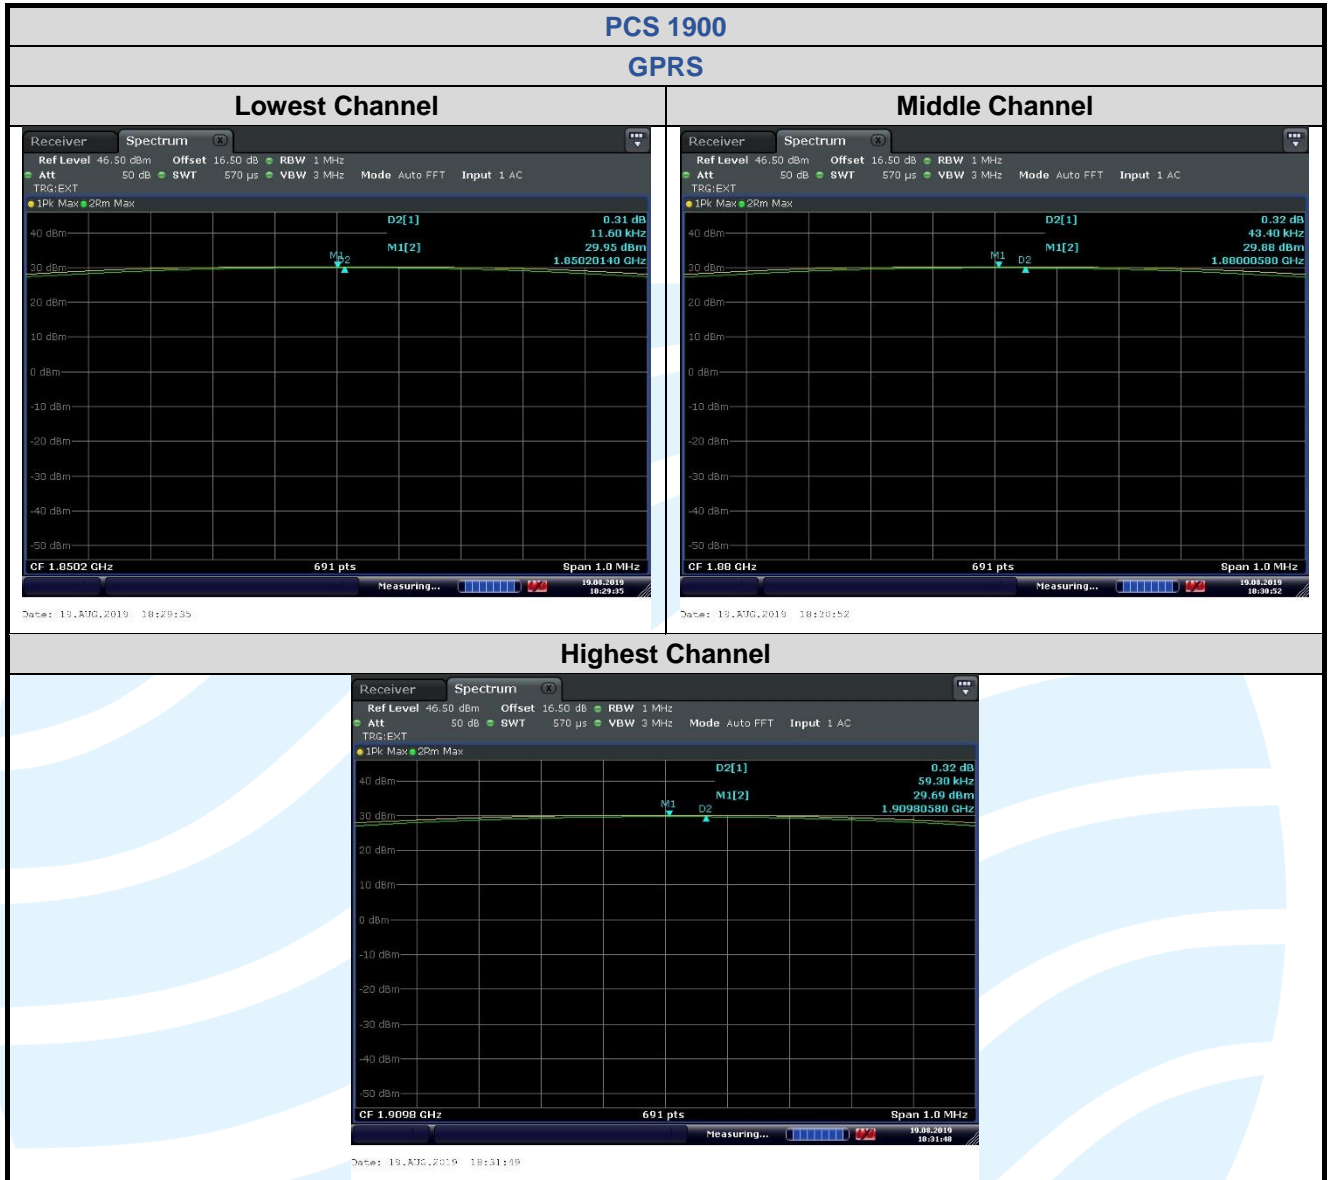 PCS 1900
GPRS
Lowest Channel
Receiver Spectrum X
Ref Level 46.50 dBm Offset 16.50 dB RBW 1 MHz
Att 50 dB SWT 570 µs VBW 3 MHz Mode Auto FFT Input 1 AC
TRG:EXT
1Pk Max 2Rm Max
D2[1] 0.31 dB
11.60 kHz
M1[2] 29.95 dBm
1.85020140 GHz
M1
D2
40 dBm
30 dBm
20 dBm
10 dBm
0 dBm
-10 dBm
-20 dBm
-30 dBm
-40 dBm
-50 dBm
CF 1.8502 GHz 691 pts Span 1.0 MHz
Measuring... 19.08.2019
18:29:35
Date: 19.AUG.2019 18:29:35
Middle Channel
Receiver Spectrum X
Ref Level 46.50 dBm Offset 16.50 dB RBW 1 MHz
Att 50 dB SWT 570 µs VBW 3 MHz Mode Auto FFT Input 1 AC
TRG:EXT
1Pk Max 2Rm Max
D2[1] 0.32 dB
43.40 kHz
M1[2] 29.88 dBm
1.88000580 GHz
M1 D2
40 dBm
30 dBm
20 dBm
10 dBm
0 dBm
-10 dBm
-20 dBm
-30 dBm
-40 dBm
-50 dBm
CF 1.88 GHz 691 pts Span 1.0 MHz
Measuring... 19.08.2019
18:30:52
Date: 19.AUG.2019 18:30:52
Highest Channel
Receiver Spectrum X
Ref Level 46.50 dBm Offset 16.50 dB RBW 1 MHz
Att 50 dB SWT 570 µs VBW 3 MHz Mode Auto FFT Input 1 AC
TRG:EXT
1Pk Max 2Rm Max
D2[1] 0.32 dB
59.30 kHz
M1[2] 29.69 dBm
1.90980580 GHz
M1 D2
40 dBm
30 dBm
20 dBm
10 dBm
0 dBm
-10 dBm
-20 dBm
-30 dBm
-40 dBm
-50 dBm
CF 1.9098 GHz 691 pts Span 1.0 MHz
Measuring... 19.08.2019
18:31:48
Date: 19.AUG.2019 18:31:49